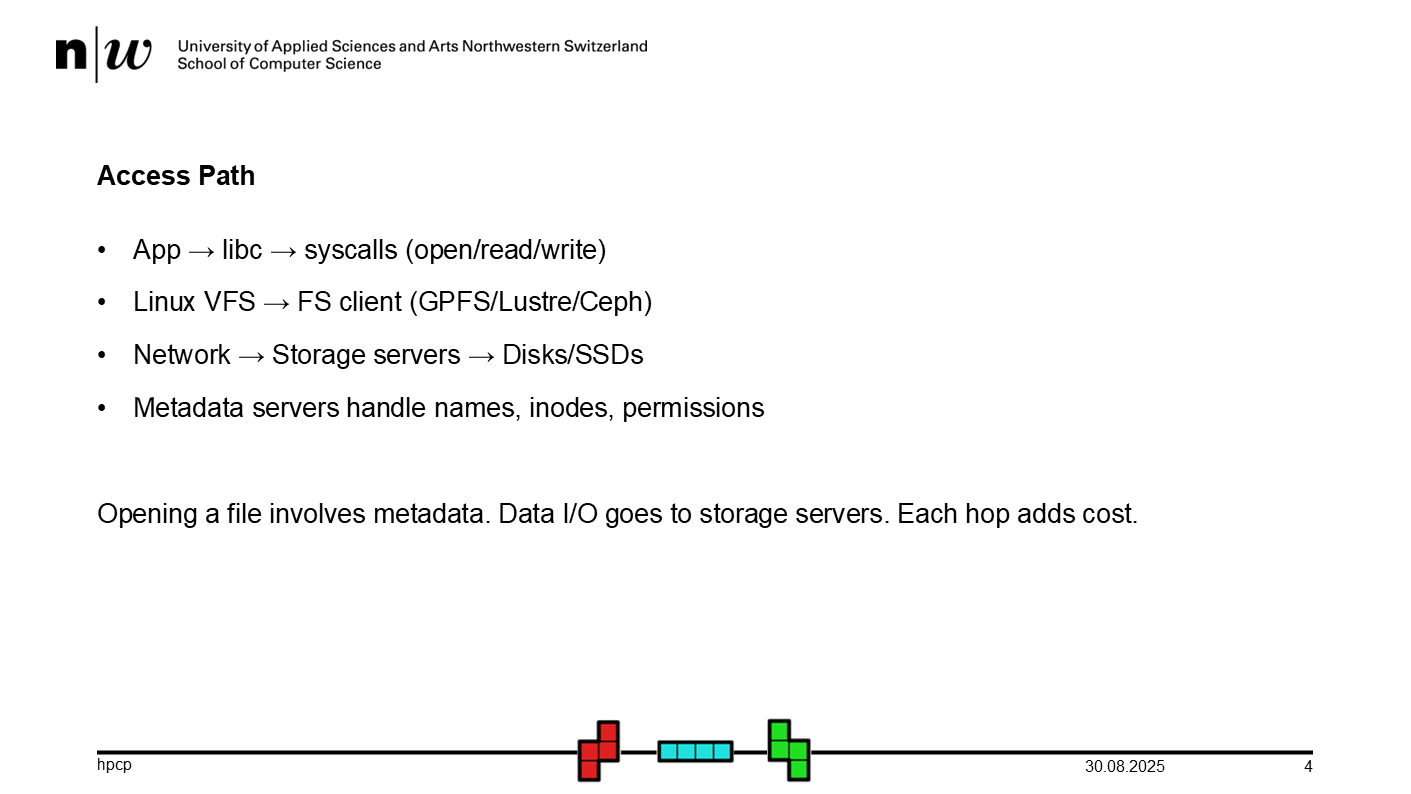 n|w University of Applied Sciences and Arts Northwestern Switzerland
School of Computer Science
Access Path
• App → libc → syscalls (open/read/write)
• Linux VFS → FS client (GPFS/Lustre/Ceph)
• Network → Storage servers → Disks/SSDs
• Metadata servers handle names, inodes, permissions
Opening a file involves metadata. Data I/O goes to storage servers. Each hop adds cost.
hpcp 30.08.2025 4